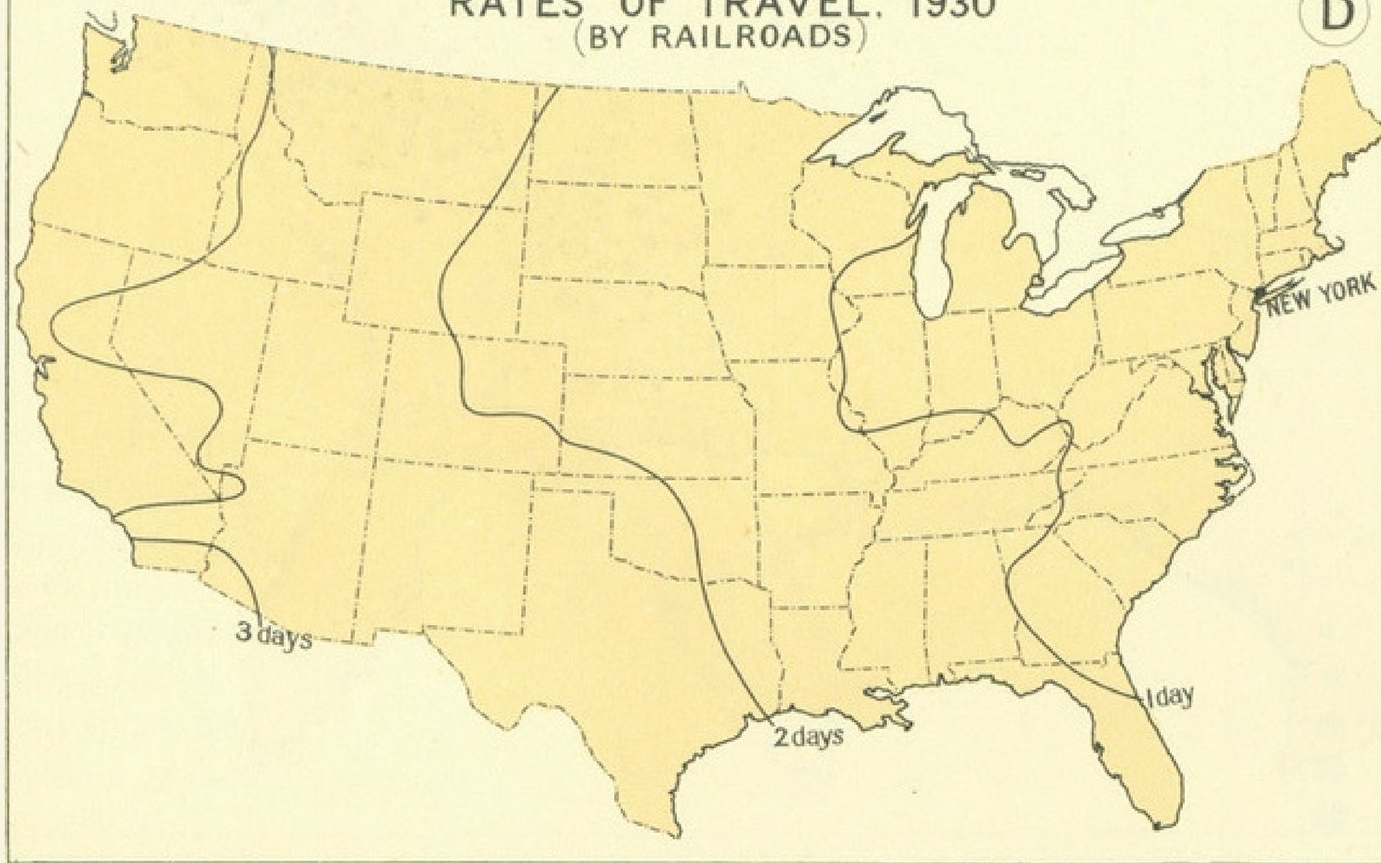 RATES OF TRAVEL, 1930
(BY RAILROADS)
D
NEW YORK
3 days
1 day
2 days